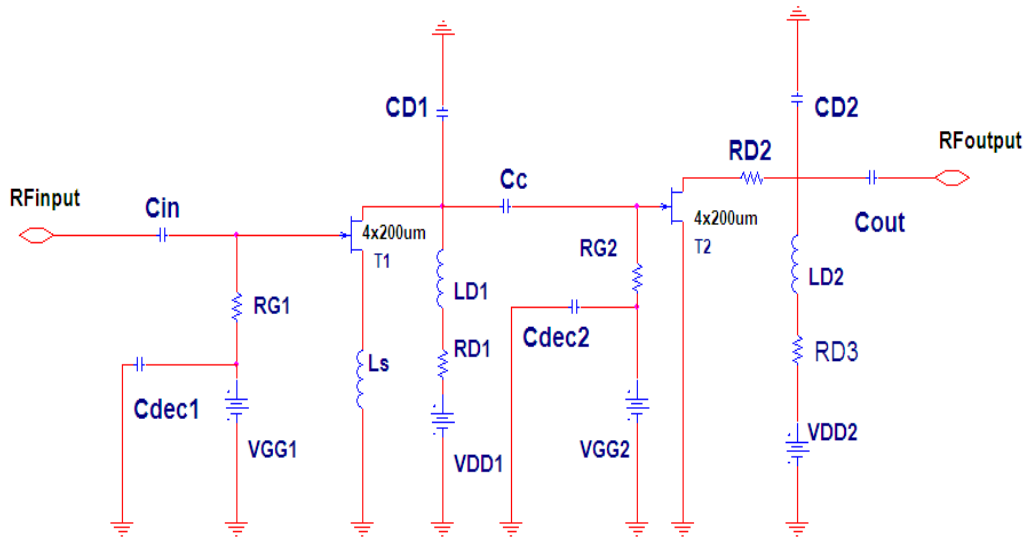 CD1
CD2
RFoutput
RD2
Cc
RFinput
Cin
4x200um
T1
4x200um
T2
Cout
RG2
LD1
LD2
RG1
Cdec2
RD1
RD3
Ls
Cdec1
VGG1
VDD1
VGG2
VDD2